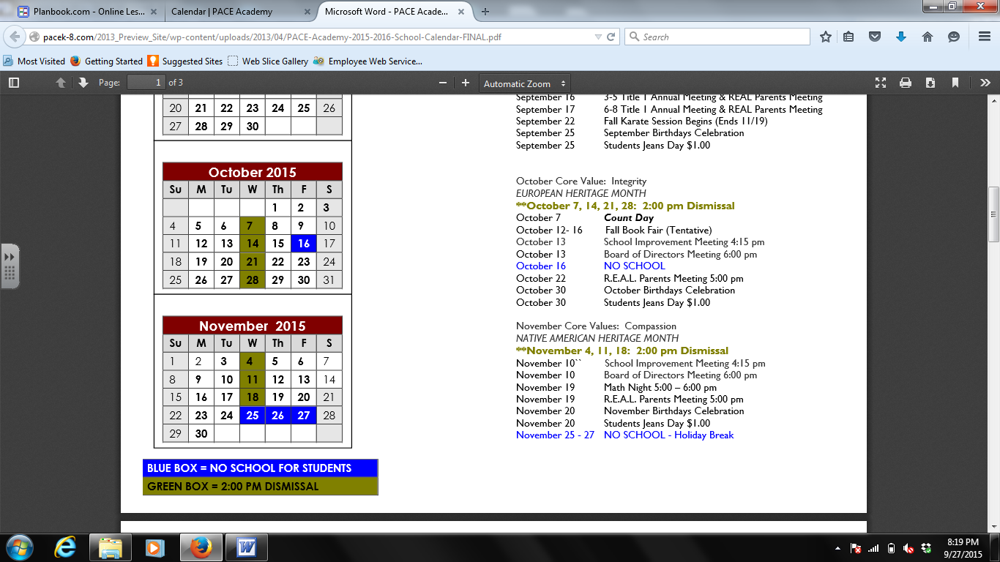 Planbook.com - Online Les...
Calendar | PACE Academy
Microsoft Word - PACE Acade...
pacek-8.com/2013_Preview_Site/wp-content/uploads/2013/04/PACE-Academy-2015-2016-School-Calendar-FINAL.pdf
Search
Most Visited Getting Started Suggested Sites Web Slice Gallery Employee Web Service...
Page: 1 of 3
Automatic Zoom
20 21 22 23 24 25 26
27 28 29 30
October 2015
Su M Tu W Th F S
1 2 3
4 5 6 7 8 9 10
11 12 13 14 15 16 17
18 19 20 21 22 23 24
25 26 27 28 29 30 31
November 2015
Su M Tu W Th F S
1 2 3 4 5 6 7
8 9 10 11 12 13 14
15 16 17 18 19 20 21
22 23 24 25 26 27 28
29 30
BLUE BOX = NO SCHOOL FOR STUDENTS
GREEN BOX = 2:00 PM DISMISSAL
September 16 3-5 Title 1 Annual Meeting & REAL Parents Meeting
September 17 6-8 Title 1 Annual Meeting & REAL Parents Meeting
September 22 Fall Karate Session Begins (Ends 11/19)
September 25 September Birthdays Celebration
September 25 Students Jeans Day $1.00
October Core Value: Integrity
EUROPEAN HERITAGE MONTH
**October 7, 14, 21, 28: 2:00 pm Dismissal
October 7 Count Day
October 12- 16 Fall Book Fair (Tentative)
October 13 School Improvement Meeting 4:15 pm
October 13 Board of Directors Meeting 6:00 pm
October 16 NO SCHOOL
October 22 R.E.A.L. Parents Meeting 5:00 pm
October 30 October Birthdays Celebration
October 30 Students Jeans Day $1.00
November Core Values: Compassion
NATIVE AMERICAN HERITAGE MONTH
**November 4, 11, 18: 2:00 pm Dismissal
November 10`` School Improvement Meeting 4:15 pm
November 10 Board of Directors Meeting 6:00 pm
November 19 Math Night 5:00 – 6:00 pm
November 19 R.E.A.L. Parents Meeting 5:00 pm
November 20 November Birthdays Celebration
November 20 Students Jeans Day $1.00
November 25 - 27 NO SCHOOL - Holiday Break
8:19 PM
9/27/2015